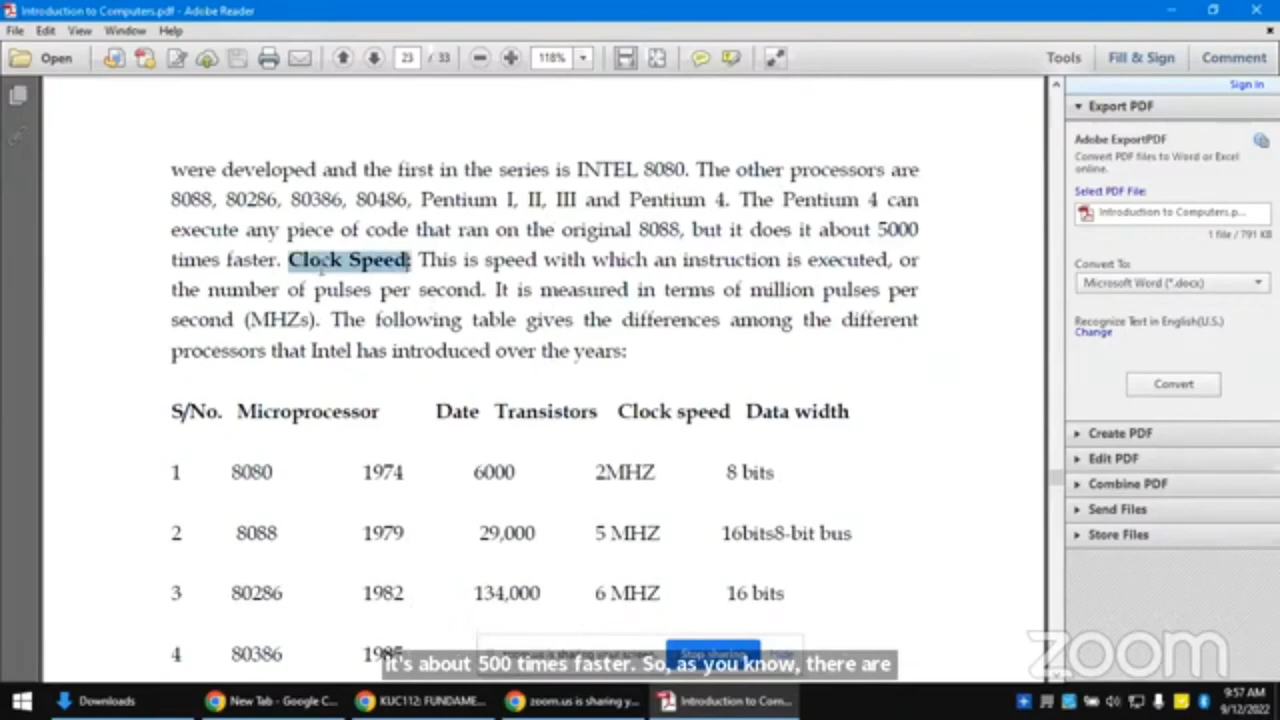 Introduction to Computers.pdf - Adobe Reader
File Edit View Window Help
Open 23 / 33 118% Tools Fill & Sign Comment
Sign In
Export PDF
Adobe ExportPDF
Convert PDF files to Word or Excel
online.
Select PDF File:
Introduction to Computers.p...
1 file / 791 KB
Convert To:
Microsoft Word (*.docx)
Recognize Text in English(U.S.)
Change
Convert
Create PDF
Edit PDF
Combine PDF
Send Files
Store Files
were developed and the first in the series is INTEL 8080. The other processors are
8088, 80286, 80386, 80486, Pentium I, II, III and Pentium 4. The Pentium 4 can
execute any piece of code that ran on the original 8088, but it does it about 5000
times faster. Clock Speed: This is speed with which an instruction is executed, or
the number of pulses per second. It is measured in terms of million pulses per
second (MHZs). The following table gives the differences among the different
processors that Intel has introduced over the years:
S/No. Microprocessor Date Transistors Clock speed Data width
1 8080 1974 6000 2MHZ 8 bits
2 8088 1979 29,000 5 MHZ 16bits8-bit bus
3 80286 1982 134,000 6 MHZ 16 bits
4 80386 1985
zoom.us is sharing your screen. Stop sharing Hide
It's about 500 times faster. So, as you know, there are
zoom
Downloads New Tab - Google C... KUC112: FUNDAME... zoom.us is sharing y... Introduction to Com... 9:57 AM
9/12/2022